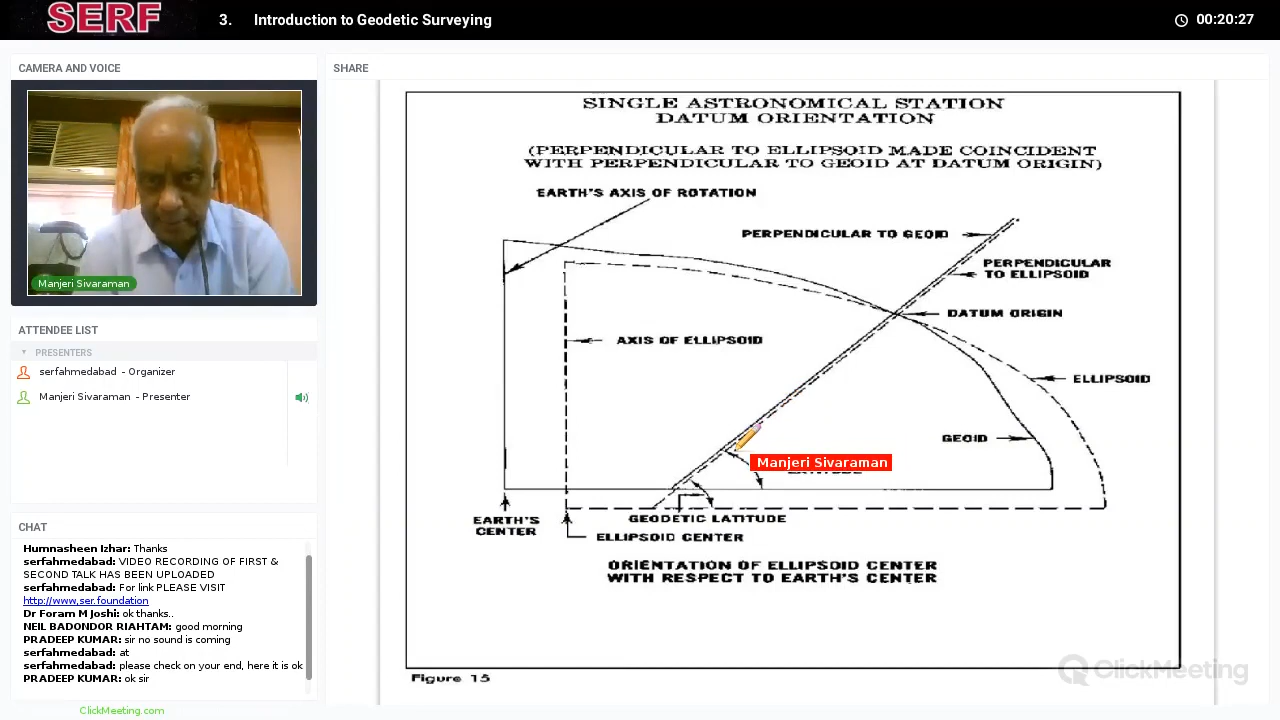 SERF
3. Introduction to Geodetic Surveying
00:20:27
CAMERA AND VOICE
Manjeri Sivaraman
ATTENDEE LIST
PRESENTERS
serfahmedabad - Organizer
Manjeri Sivaraman - Presenter
CHAT
Humnasheen Izhar: Thanks
serfahmedabad: VIDEO RECORDING OF FIRST &
SECOND TALK HAS BEEN UPLOADED
serfahmedabad: For link PLEASE VISIT
http://www,ser.foundation
Dr Foram M Joshi: ok thanks..
NEIL BADONDOR RIAHTAM: good morning
PRADEEP KUMAR: sir no sound is coming
serfahmedabad: at
serfahmedabad: please check on your end, here it is ok
PRADEEP KUMAR: ok sir
ClickMeeting.com
SHARE
SINGLE ASTRONOMICAL STATION
DATUM ORIENTATION
(PERPENDICULAR TO ELLIPSOID MADE COINCIDENT
WITH PERPENDICULAR TO GEOID AT DATUM ORIGIN)
EARTH'S AXIS OF ROTATION
PERPENDICULAR TO GEOID
PERPENDICULAR
TO ELLIPSOID
DATUM ORIGIN
AXIS OF ELLIPSOID
ELLIPSOID
GEOID
Manjeri Sivaraman
EARTH'S
CENTER
GEODETIC LATITUDE
ELLIPSOID CENTER
ORIENTATION OF ELLIPSOID CENTER
WITH RESPECT TO EARTH'S CENTER
Figure 15
ClickMeeting